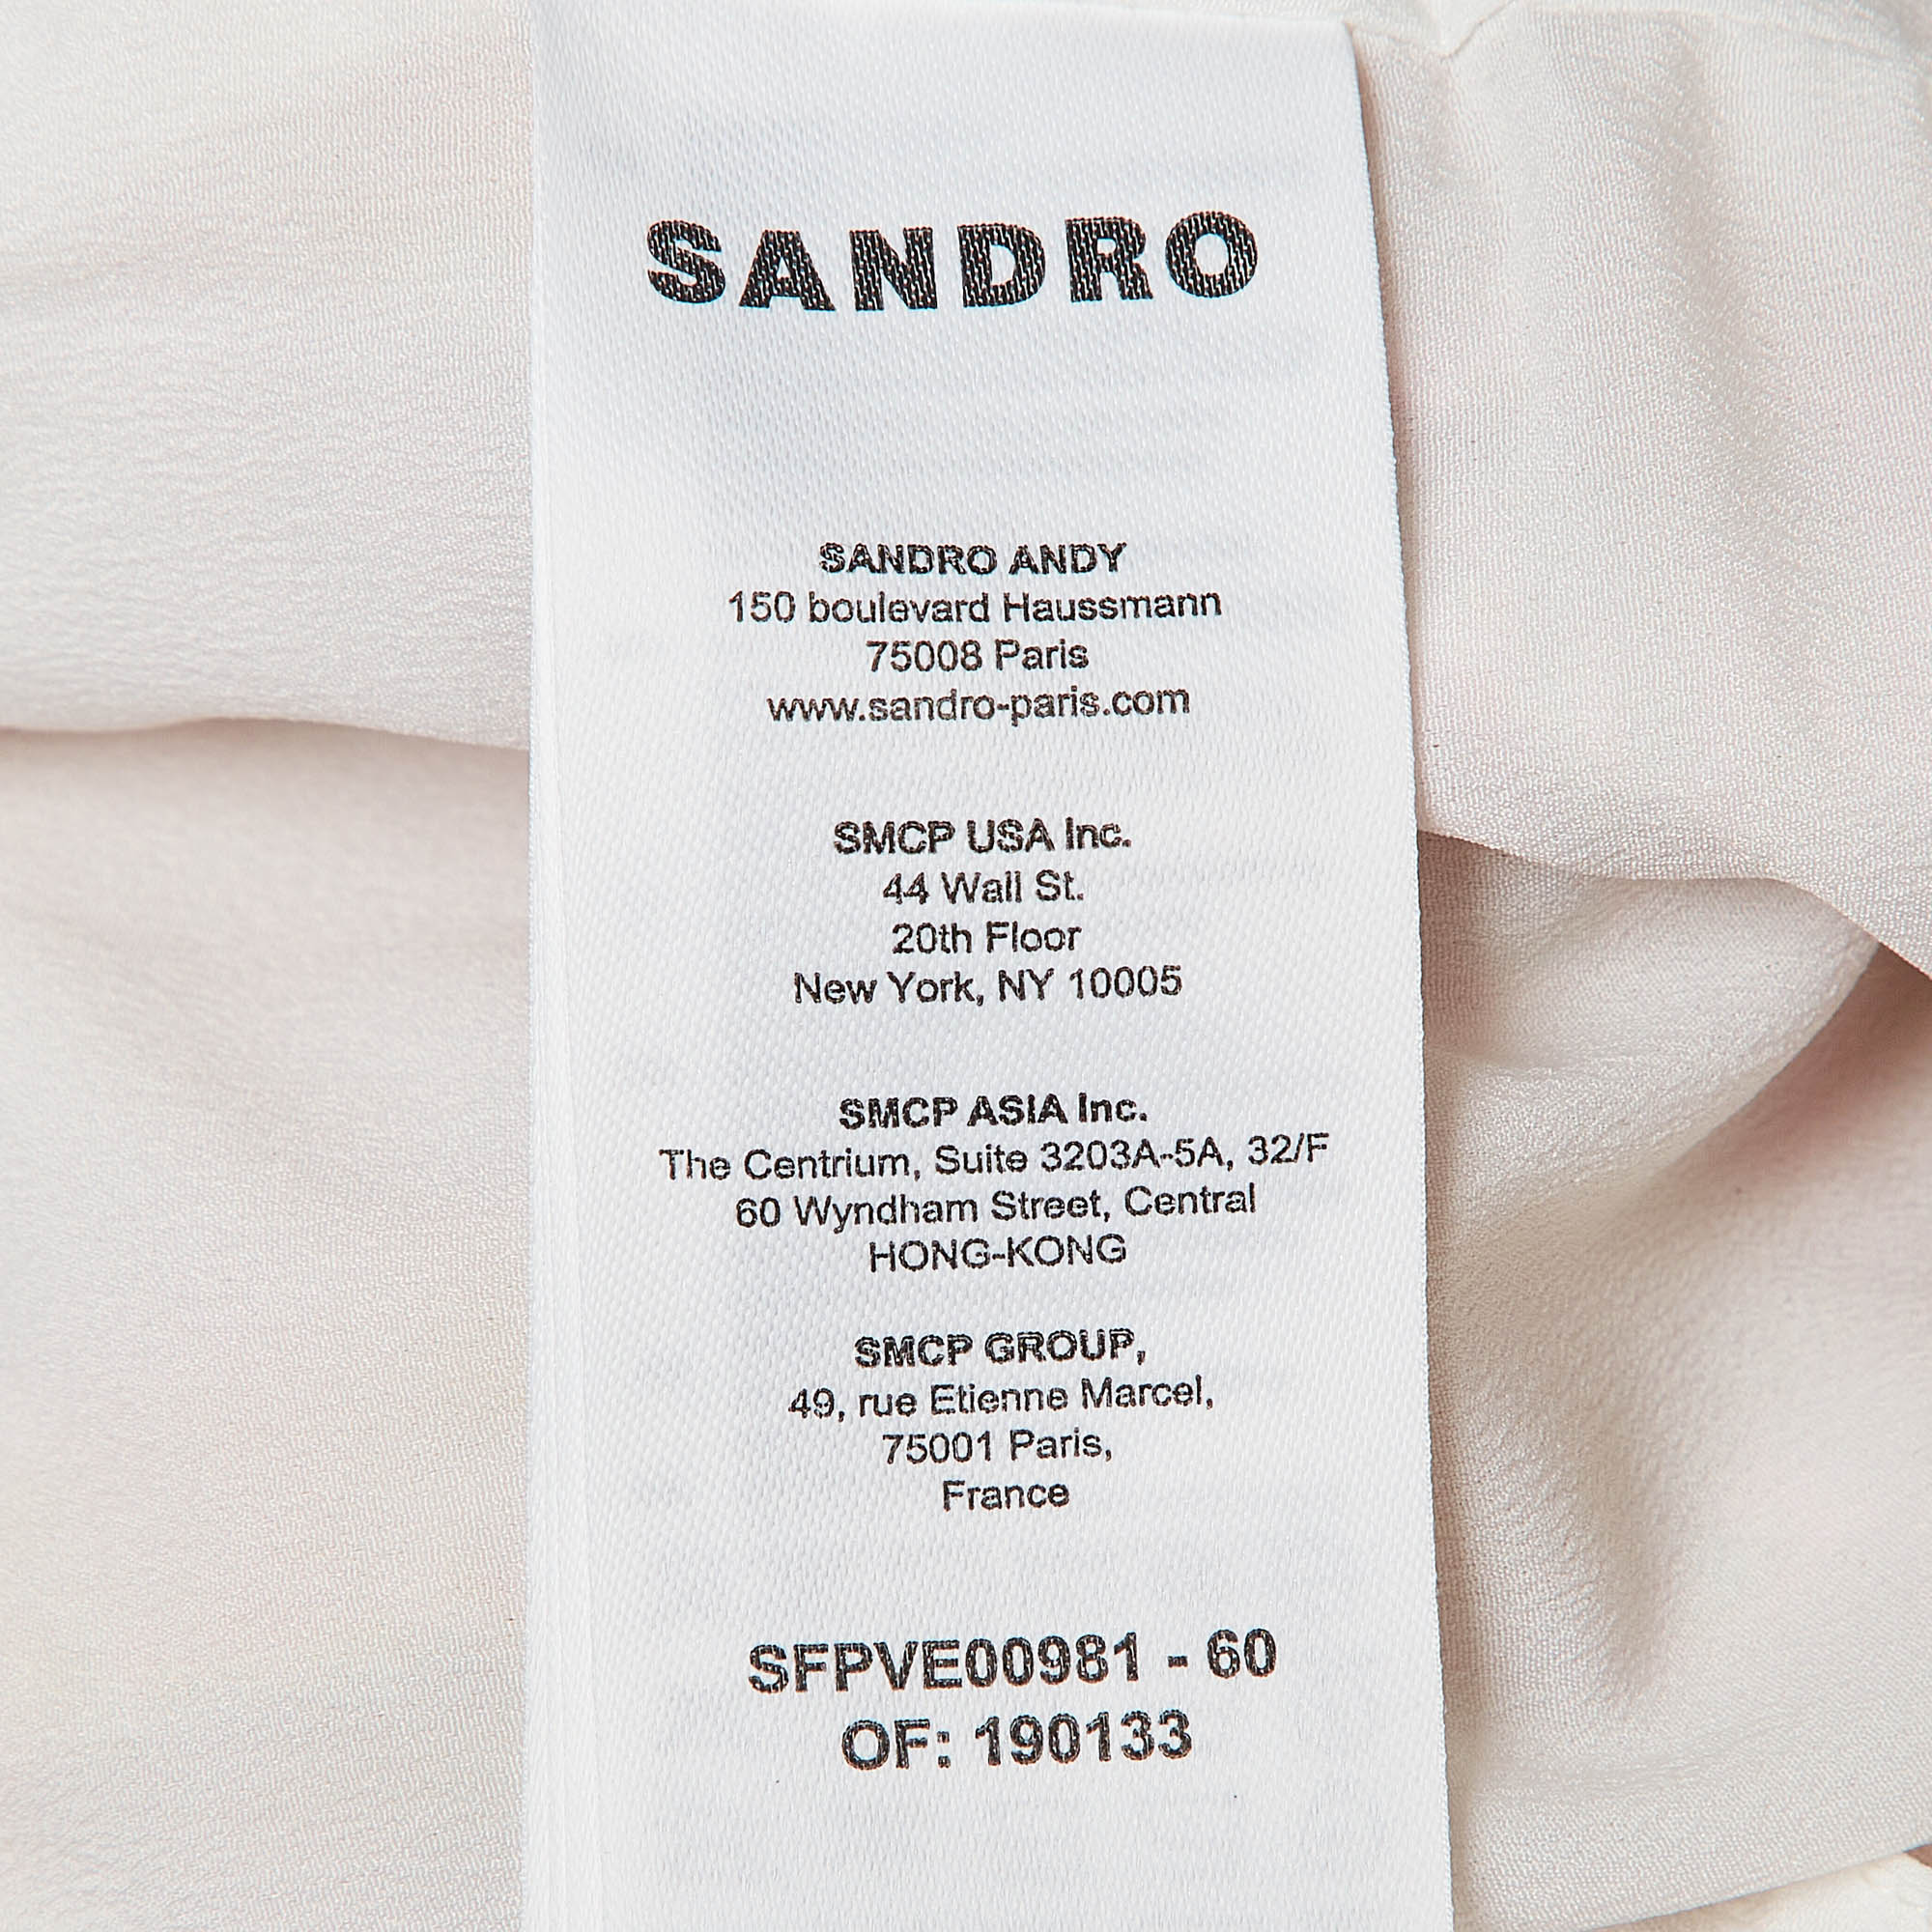 SANDRO
SANDRO ANDY
150 boulevard Haussmann
75008 Paris
www.sandro-paris.com
SMCP USA Inc.
44 Wall St.
20th Floor
New York, NY 10005
SMCP ASIA Inc.
The Centrium, Suite 3203A-5A, 32/F
60 Wyndham Street, Central
HONG-KONG
SMCP GROUP,
49, rue Etienne Marcel,
75001 Paris,
France
SFPVE00981 - 60
OF: 190133